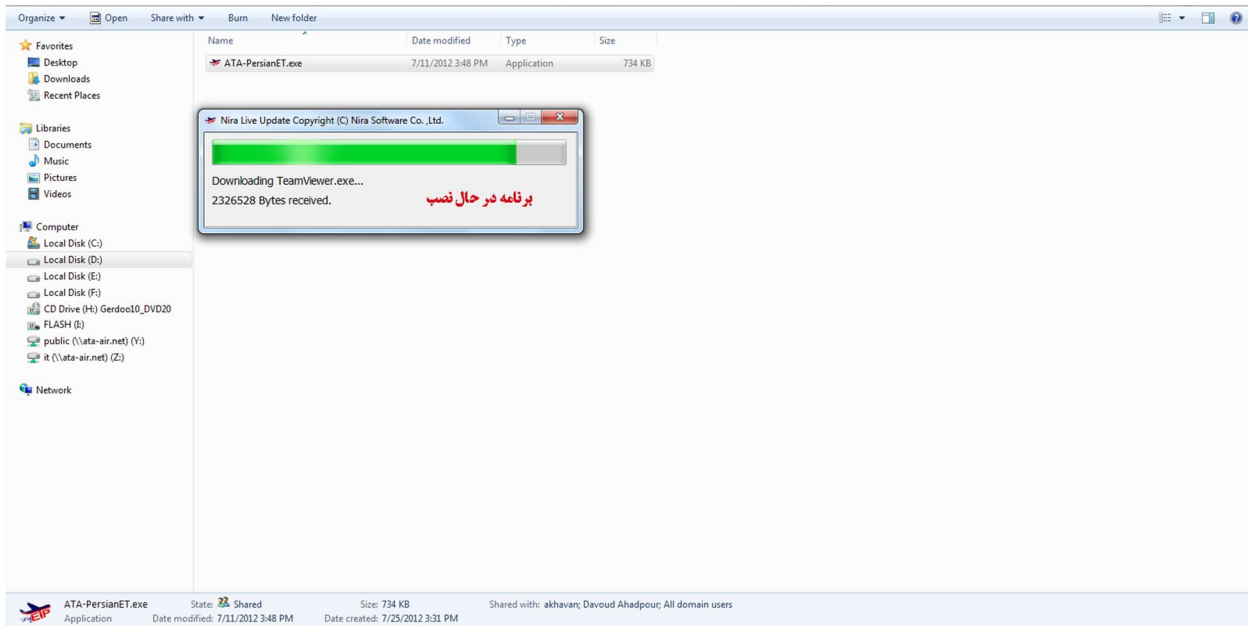 Organize Open Share with Burn New folder
Name Date modified Type Size
ATA-PersianET.exe 7/11/2012 3:48 PM Application 734 KB
Favorites
Desktop
Downloads
Recent Places
Libraries
Documents
Music
Pictures
Videos
Computer
Local Disk (C:)
Local Disk (D:)
Local Disk (E:)
Local Disk (F:)
CD Drive (H:) Gerdoo10_DVD20
FLASH (I:)
public (\\ata-air.net) (Y:)
it (\\ata-air.net) (Z:)
Network
Nira Live Update Copyright (C) Nira Software Co. ,Ltd.
Downloading TeamViewer.exe...
2326528 Bytes received.
برنامه در حال نصب
ETP
ATA-PersianET.exe State: Shared Size: 734 KB Shared with: akhavan; Davoud Ahadpour; All domain users
Application Date modified: 7/11/2012 3:48 PM Date created: 7/25/2012 3:31 PM